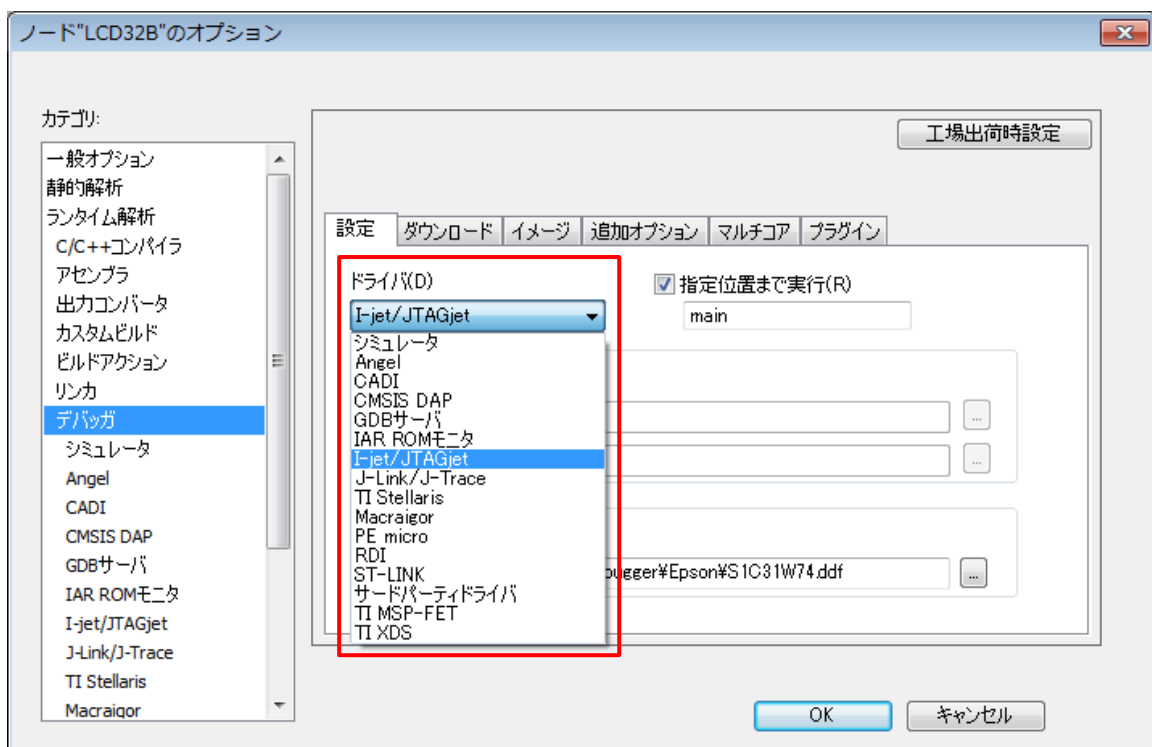 ノード"LCD32B"のオプション
カテゴリ:
一般オプション
静的解析
ランタイム解析
C/C++コンパイラ
アセンブラ
出力コンバータ
カスタムビルド
ビルドアクション
リンカ
デバッガ
シミュレータ
Angel
CADI
CMSIS DAP
GDBサーバ
IAR ROMモニタ
I-jet/JTAGjet
J-Link/J-Trace
TI Stellaris
Macraigor
工場出荷時設定
設定 ダウンロード イメージ 追加オプション マルチコア プラグイン
ドライバ(D)
I-jet/JTAGjet
シミュレータ
Angel
CADI
CMSIS DAP
GDBサーバ
IAR ROMモニタ
I-jet/JTAGjet
J-Link/J-Trace
TI Stellaris
Macraigor
PE micro
RDI
ST-LINK
サードパーティドライバ
TI MSP-FET
TI XDS
指定位置まで実行(R)
main
...
...
bugger¥Epson¥S1C31W74.ddf
...
OK キャンセル